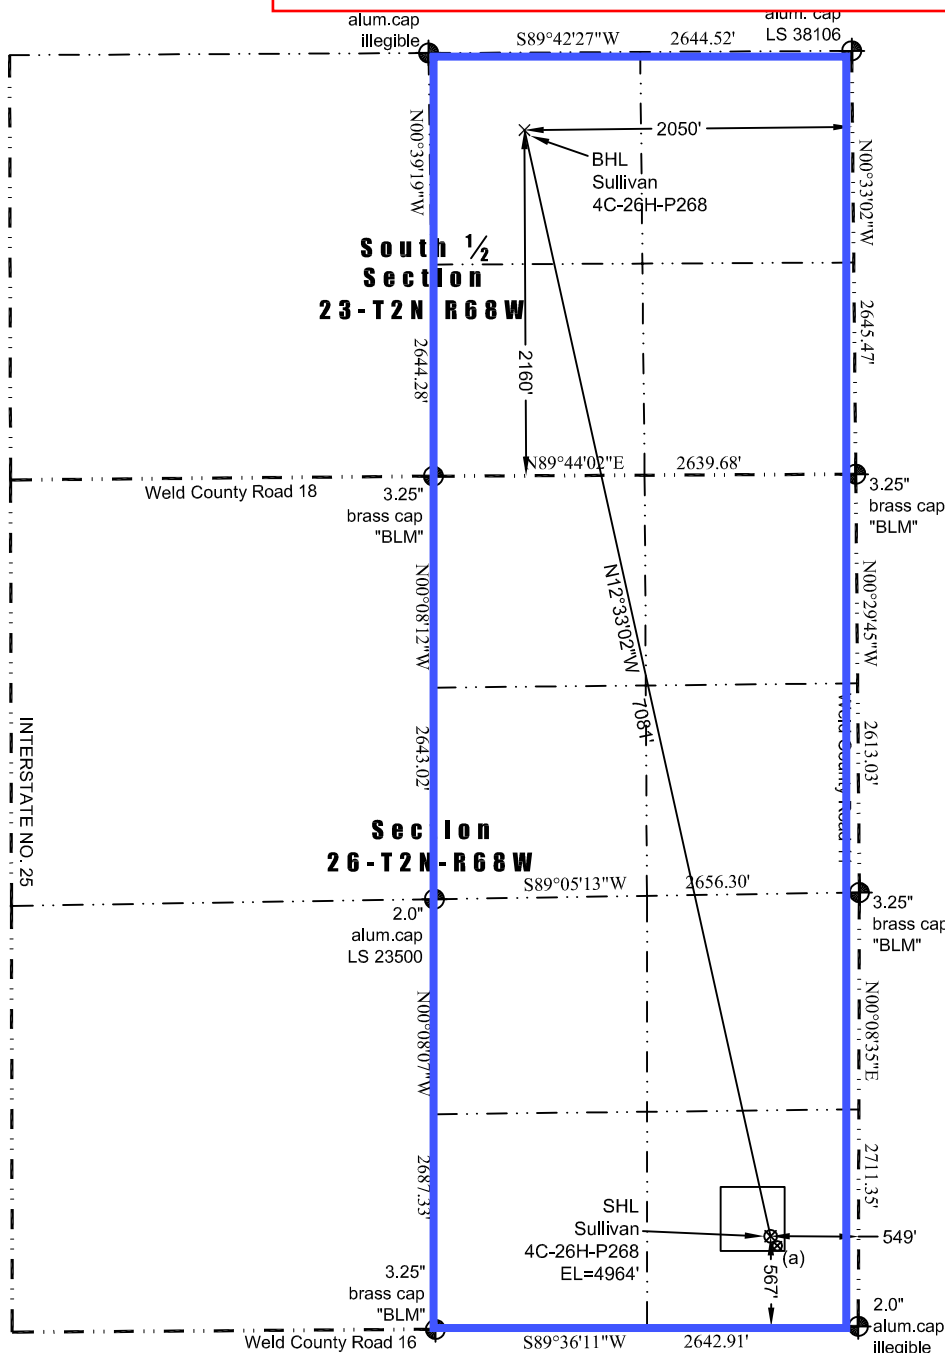 alum.cap
illegible
S89°42'27"W 2644.52'
alum. cap
LS 38106
N00°39'19"W
2050'
BHL
Sullivan
4C-26H-P268
N00°33'02"W
South ½
Section
23-T2N-R68W
2644.28'
2160'
2645.47'
N89°44'02"E 2639.68'
Weld County Road 18
3.25"
brass cap
"BLM"
3.25"
brass cap
"BLM"
N00°08'12"W
N12°33'02"W
7081'
N00°29'45"W
INTERSTATE NO. 25
2643.02'
Weld County Road
2613.03'
Section
26-T2N-R68W
S89°05'13"W 2656.30'
2.0"
alum.cap
LS 23500
3.25"
brass cap
"BLM"
N00°08'07"W
N00°08'35"E
2687.33'
2711.35'
SHL
Sullivan
4C-26H-P268
EL=4964'
(a)
549'
567'
3.25"
brass cap
"BLM"
2.0"
alum.cap
illegible
Weld County Road 16
S89°36'11"W 2642.91'